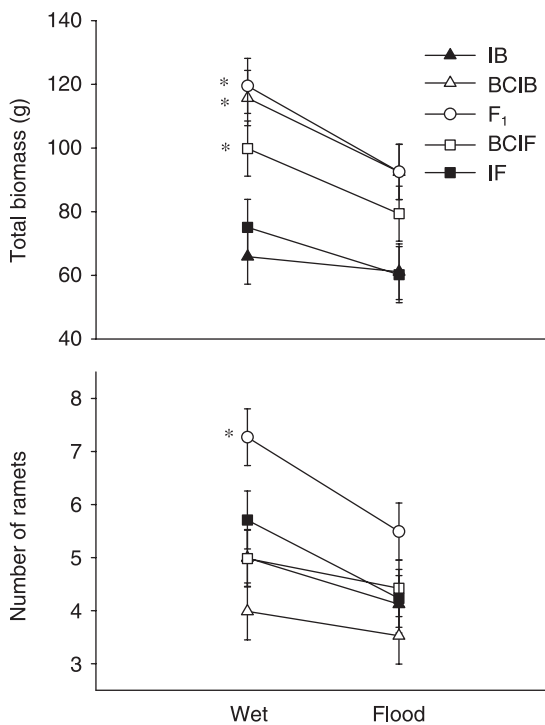 140
120
100
80
60
40
Total biomass (g)
*
*
*
IB
BCIB
F₁
BCIF
IF
8
7
6
5
4
3
Number of ramets
*
Wet Flood